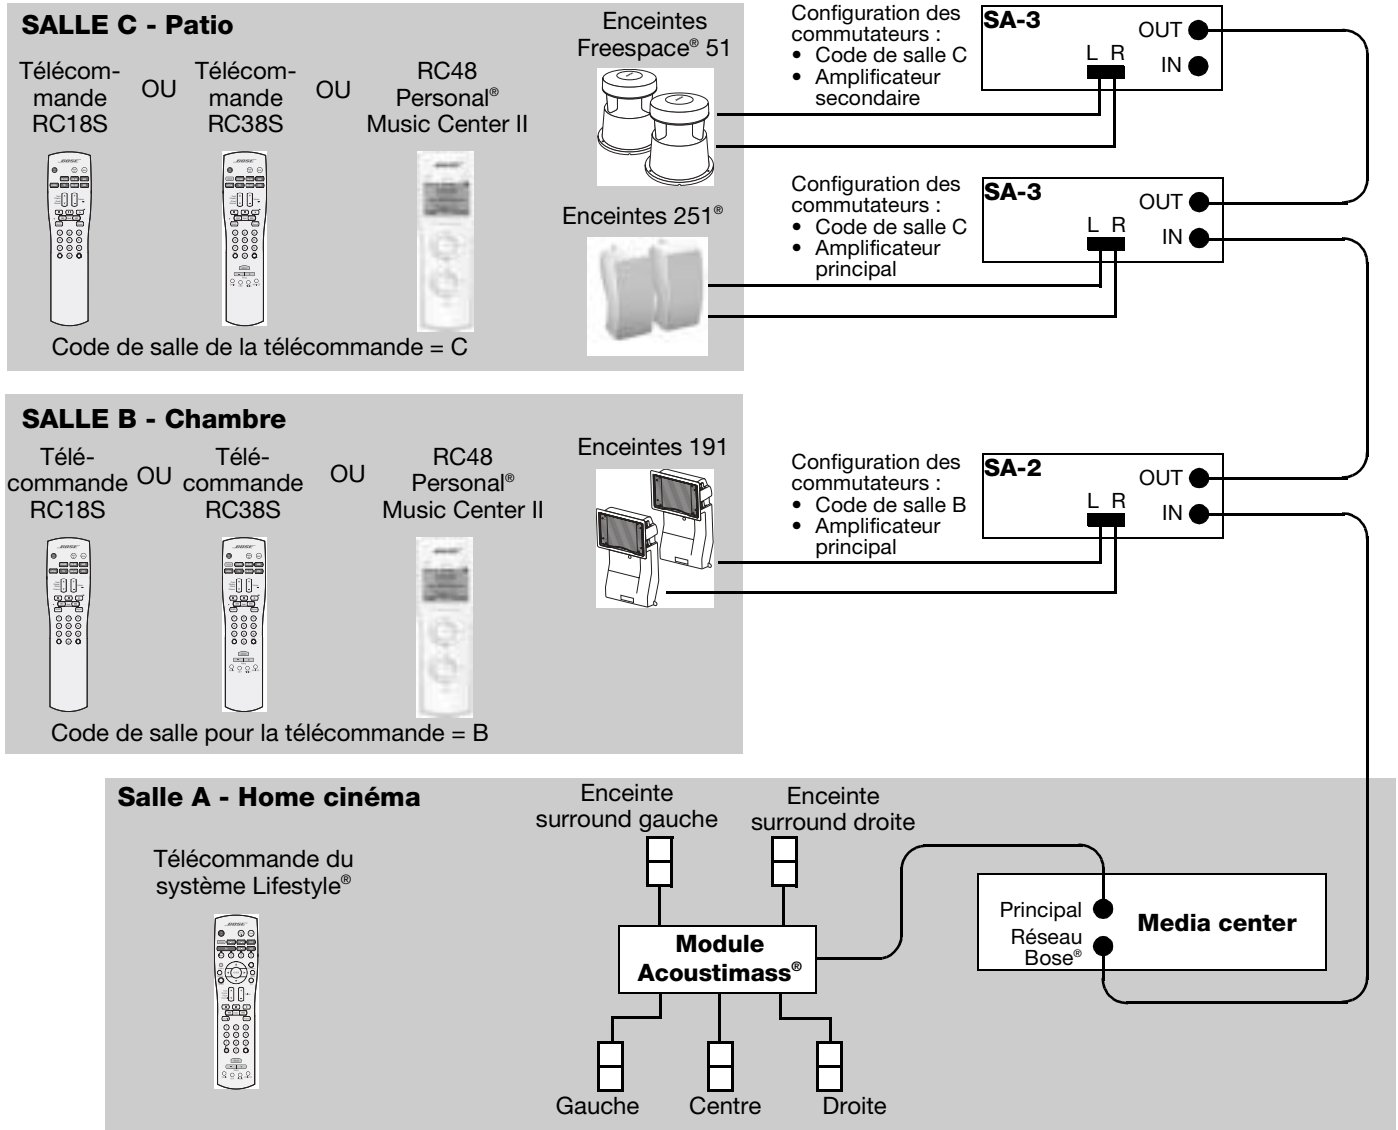 SALLE C - Patio
Télécom-
mande
RC18S
OU
Télécom-
mande
RC38S
OU
RC48
Personal®
Music Center II
Enceintes
Freespace® 51
Enceintes 251®
Code de salle de la télécommande = C
Configuration des
commutateurs :
• Code de salle C
• Amplificateur
secondaire
SA-3
OUT
IN
L R
Configuration des
commutateurs :
• Code de salle C
• Amplificateur
principal
SA-3
OUT
IN
L R
SALLE B - Chambre
Télé-
commande
RC18S
OU
Télé-
commande
RC38S
OU
RC48
Personal®
Music Center II
Enceintes 191
Code de salle pour la télécommande = B
Configuration des
commutateurs :
• Code de salle B
• Amplificateur
principal
SA-2
OUT
IN
L R
Salle A - Home cinéma
Télécommande du
système Lifestyle®
Enceinte
surround gauche
Enceinte
surround droite
Module
Acoustimass®
Gauche
Centre
Droite
Principal
Réseau
Bose®
Media center